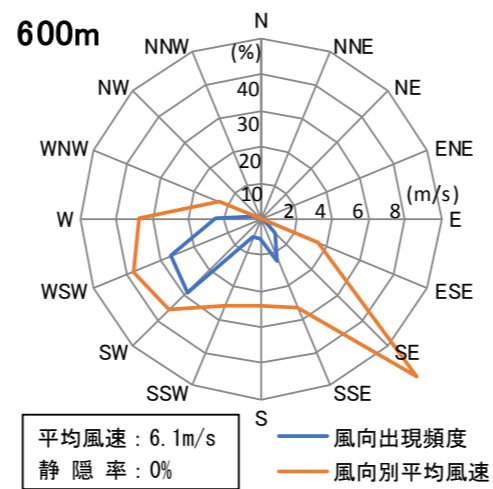 600m
N
NNW
NNE
(%)
NW
NE
40
30
WNW
ENE
20
10
(m/s)
W
2
4
6
8
E
WSW
ESE
SW
SE
SSW
SSE
S
平均風速：6.1m/s
静 隠 率：0%
風向出現頻度
風向別平均風速